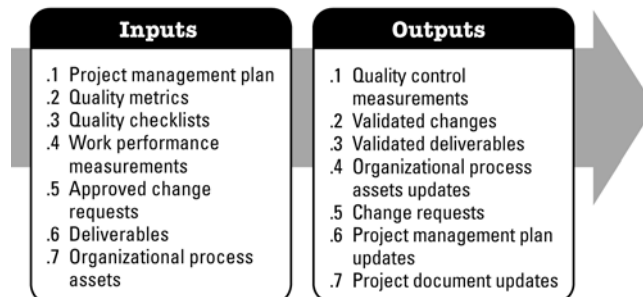 Inputs
.1 Project management plan
.2 Quality metrics
.3 Quality checklists
.4 Work performance
measurements
.5 Approved change
requests
.6 Deliverables
.7 Organizational process
assets
Outputs
.1 Quality control
measurements
.2 Validated changes
.3 Validated deliverables
.4 Organizational process
assets updates
.5 Change requests
.6 Project management plan
updates
.7 Project document updates